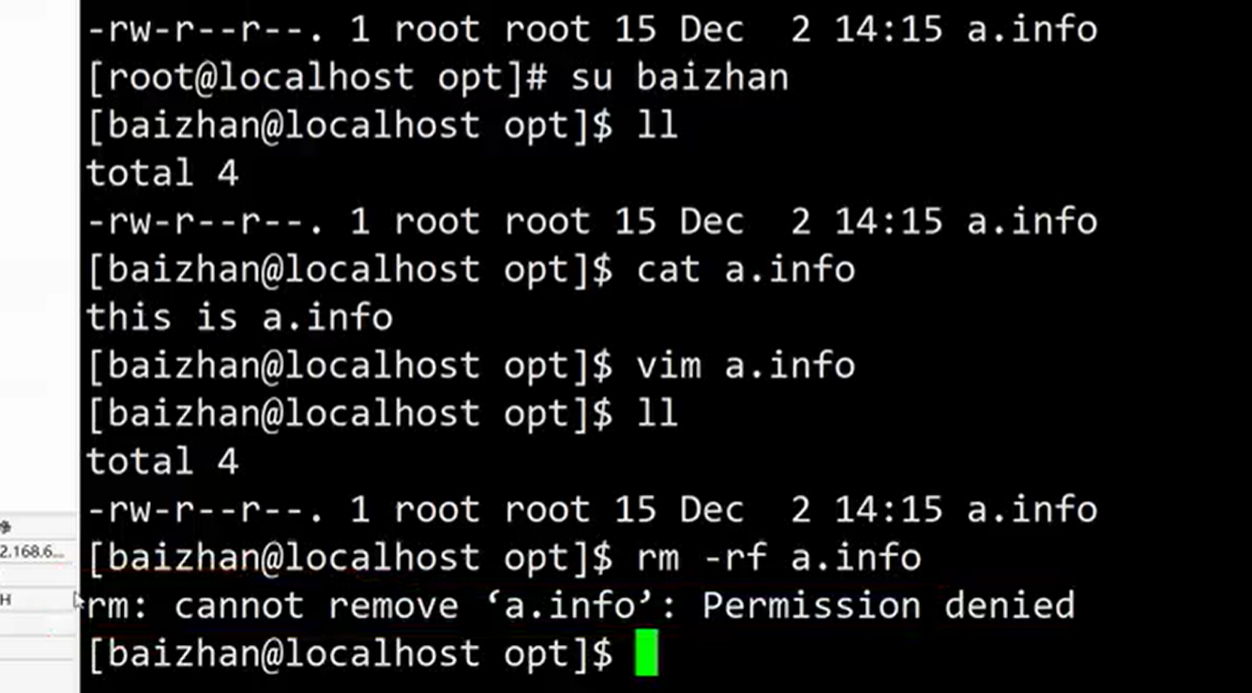 -rw-r--r--. 1 root root 15 Dec  2 14:15 a.info
[root@localhost opt]# su baizhan
[baizhan@localhost opt]$ ll
total 4
-rw-r--r--. 1 root root 15 Dec  2 14:15 a.info
[baizhan@localhost opt]$ cat a.info
this is a.info
[baizhan@localhost opt]$ vim a.info
[baizhan@localhost opt]$ ll
total 4
-rw-r--r--. 1 root root 15 Dec  2 14:15 a.info
2.168.6...
[baizhan@localhost opt]$ rm -rf a.info
H
rm: cannot remove ‘a.info’: Permission denied
[baizhan@localhost opt]$